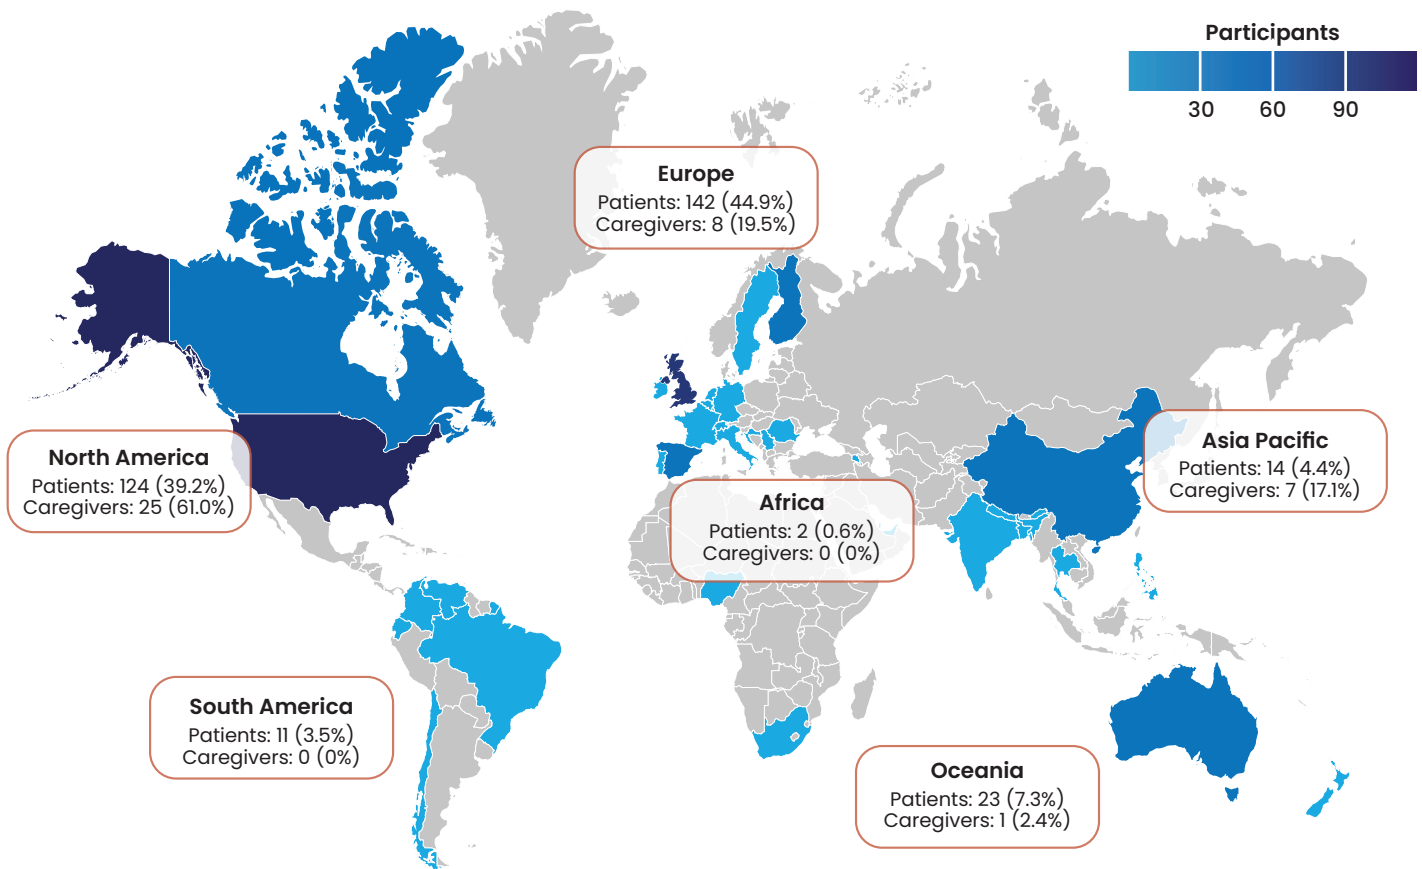 Participants
30 60 90
Europe
Patients: 142 (44.9%)
Caregivers: 8 (19.5%)
North America
Patients: 124 (39.2%)
Caregivers: 25 (61.0%)
Asia Pacific
Patients: 14 (4.4%)
Caregivers: 7 (17.1%)
Africa
Patients: 2 (0.6%)
Caregivers: 0 (0%)
South America
Patients: 11 (3.5%)
Caregivers: 0 (0%)
Oceania
Patients: 23 (7.3%)
Caregivers: 1 (2.4%)